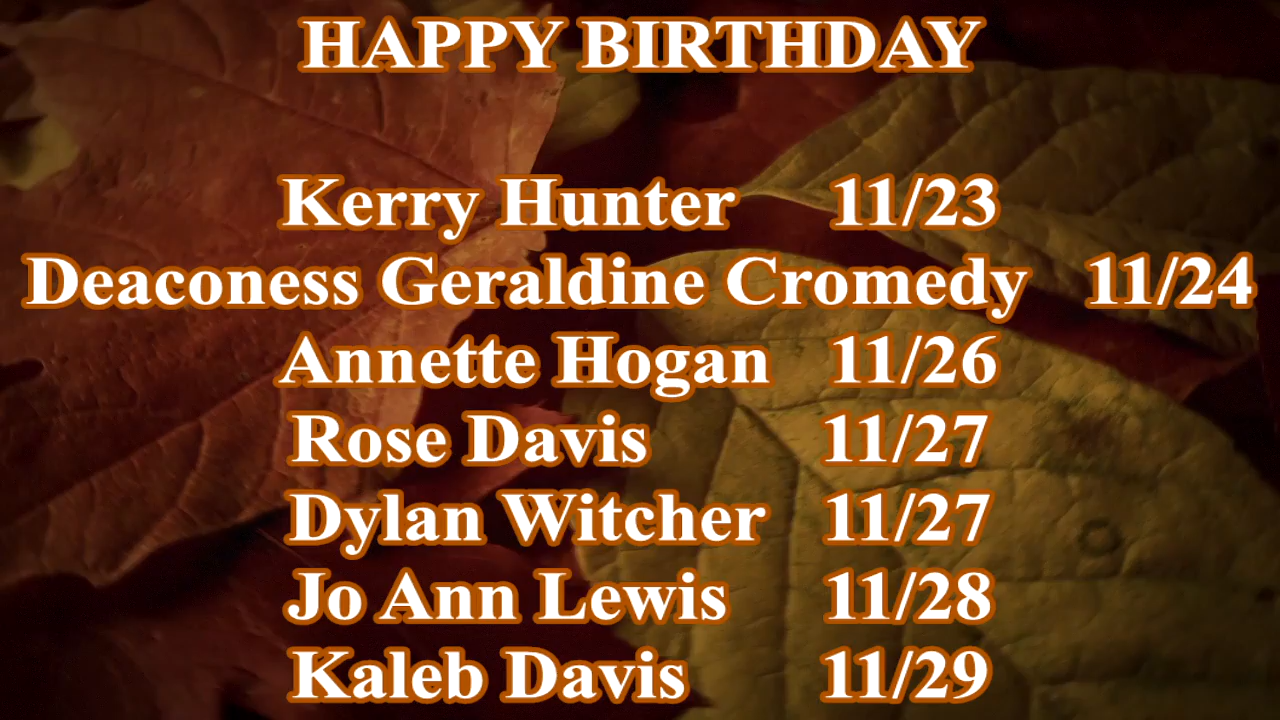 HAPPY BIRTHDAY
Kerry Hunter 11/23
Deaconess Geraldine Cromedy 11/24
Annette Hogan 11/26
Rose Davis 11/27
Dylan Witcher 11/27
Jo Ann Lewis 11/28
Kaleb Davis 11/29